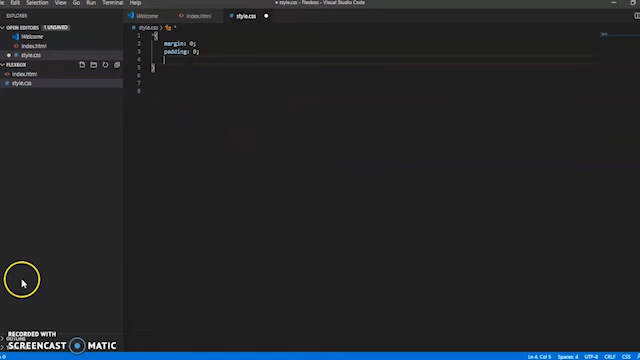 Edit Selection View Go Run Terminal Help
style.css - Flexbox - Visual Studio Code
EXPLORER
Welcome
index.html
style.css
OPEN EDITORS 1 UNSAVED
Welcome
index.html
style.css
FLEXBOX
index.html
style.css
style.css > *
1 *{
2 margin: 0;
3 padding: 0;
4
5 }
6
7
8
OUTLINE
RECORDED WITH
SCREENCAST MATIC
0
Ln 4, Col 5 Spaces: 4 UTF-8 CRLF CSS